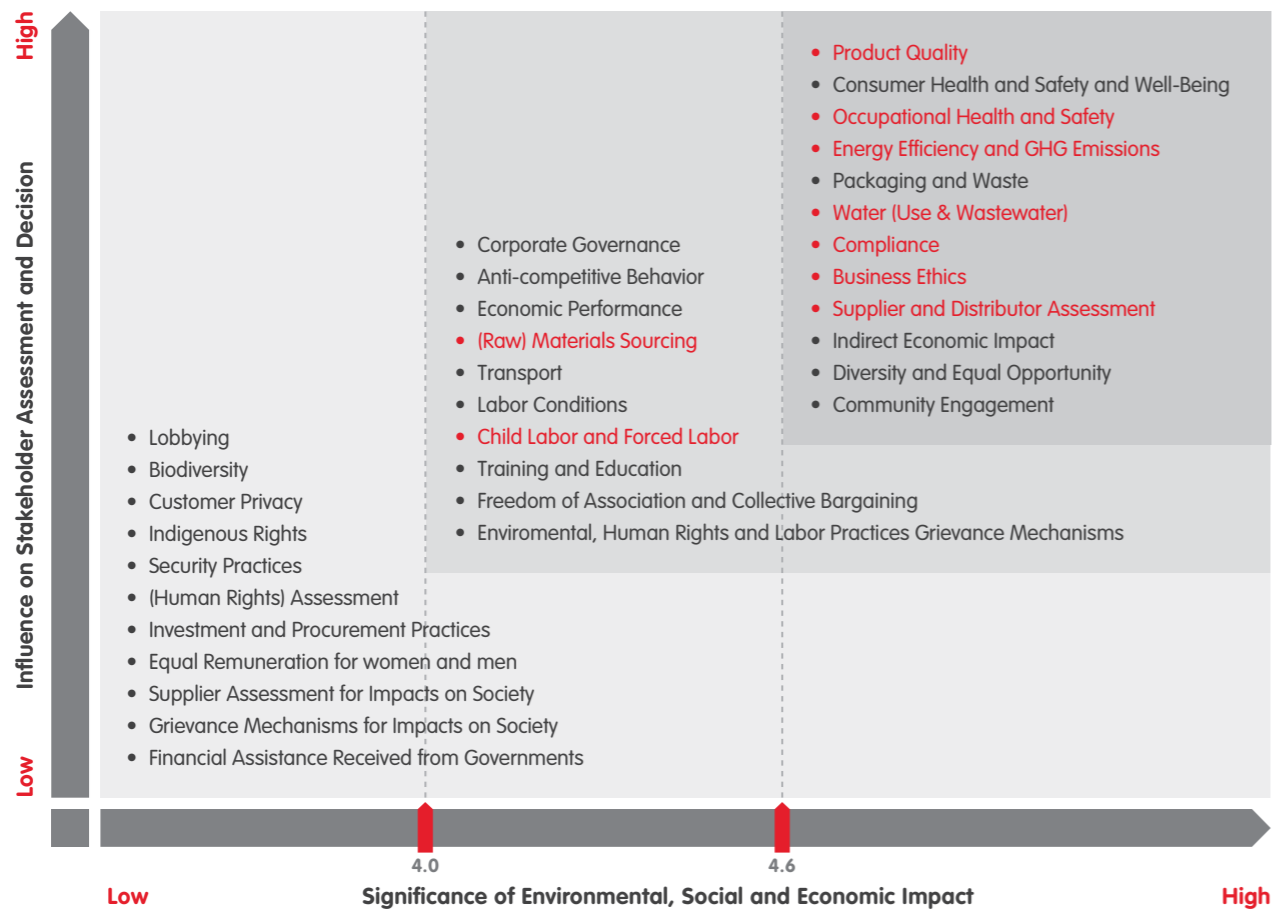 High
Influence on Stakeholder Assessment and Decision
Low
• Product Quality
• Consumer Health and Safety and Well-Being
• Occupational Health and Safety
• Energy Efficiency and GHG Emissions
• Packaging and Waste
• Water (Use & Wastewater)
• Compliance
• Business Ethics
• Supplier and Distributor Assessment
• Indirect Economic Impact
• Diversity and Equal Opportunity
• Community Engagement
• Corporate Governance
• Anti-competitive Behavior
• Economic Performance
• (Raw) Materials Sourcing
• Transport
• Labor Conditions
• Child Labor and Forced Labor
• Training and Education
• Freedom of Association and Collective Bargaining
• Enviromental, Human Rights and Labor Practices Grievance Mechanisms
• Lobbying
• Biodiversity
• Customer Privacy
• Indigenous Rights
• Security Practices
• (Human Rights) Assessment
• Investment and Procurement Practices
• Equal Remuneration for women and men
• Supplier Assessment for Impacts on Society
• Grievance Mechanisms for Impacts on Society
• Financial Assistance Received from Governments
4.0
4.6
Low
Significance of Environmental, Social and Economic Impact
High